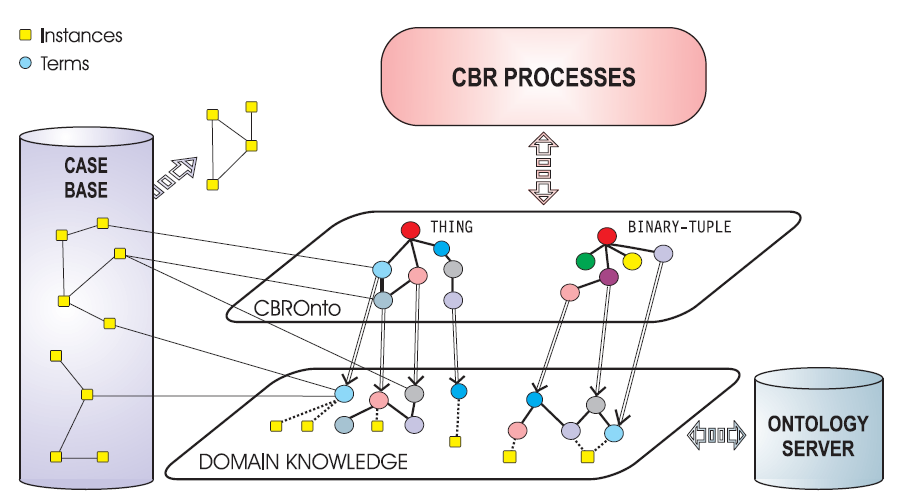 Instances
Terms
CBR PROCESSES
CASE
BASE
THING
BINARY-TUPLE
CBROnto
DOMAIN KNOWLEDGE
ONTOLOGY
SERVER